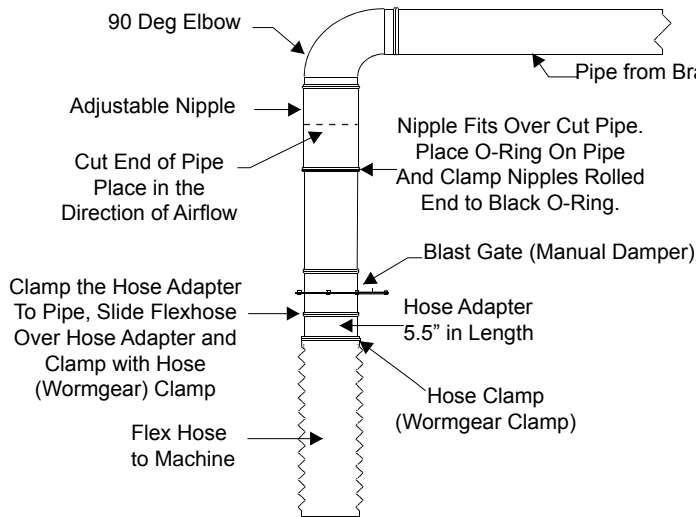 90 Deg Elbow
Pipe from Bra
Adjustable Nipple
Nipple Fits Over Cut Pipe.
Place O-Ring On Pipe
And Clamp Nipples Rolled
End to Black O-Ring.
Cut End of Pipe
Place in the
Direction of Airflow
Blast Gate (Manual Damper)
Clamp the Hose Adapter
To Pipe, Slide Flexhose
Over Hose Adapter and
Clamp with Hose
(Wormgear) Clamp
Hose Adapter
5.5” in Length
Hose Clamp
(Wormgear Clamp)
Flex Hose
to Machine